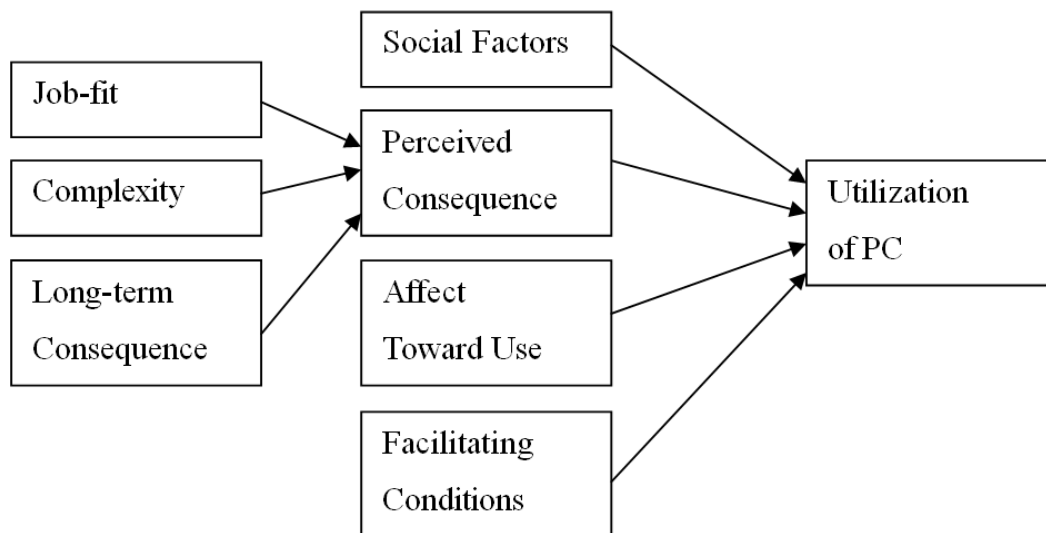 Job-fit
Complexity
Long-term
Consequence
Social Factors
Perceived
Consequence
Affect
Toward Use
Facilitating
Conditions
Utilization
of PC